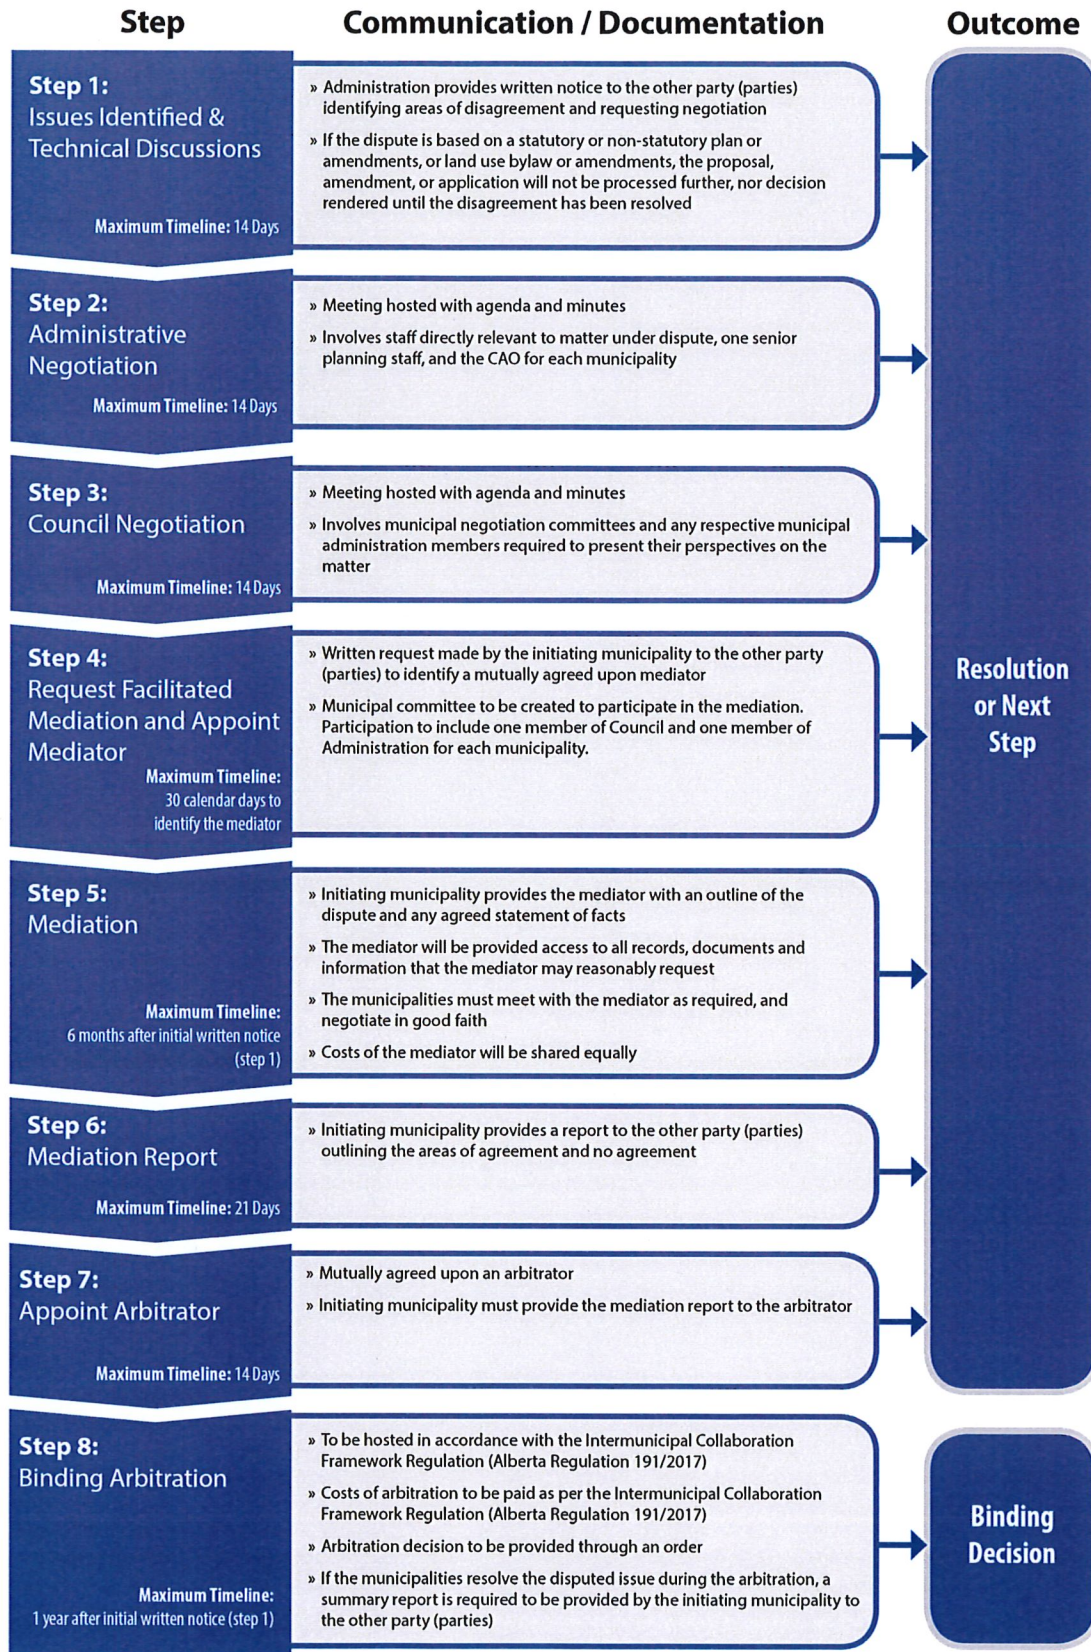 Step
Communication / Documentation
Outcome
Step 1:
Issues Identified &
Technical Discussions
Maximum Timeline: 14 Days
» Administration provides written notice to the other party (parties)
identifying areas of disagreement and requesting negotiation
» If the dispute is based on a statutory or non-statutory plan or
amendments, or land use bylaw or amendments, the proposal,
amendment, or application will not be processed further, nor decision
rendered until the disagreement has been resolved
Step 2:
Administrative
Negotiation
Maximum Timeline: 14 Days
» Meeting hosted with agenda and minutes
» Involves staff directly relevant to matter under dispute, one senior
planning staff, and the CAO for each municipality
Step 3:
Council Negotiation
Maximum Timeline: 14 Days
» Meeting hosted with agenda and minutes
» Involves municipal negotiation committees and any respective municipal
administration members required to present their perspectives on the
matter
Step 4:
Request Facilitated
Mediation and Appoint
Mediator
Maximum Timeline:
30 calendar days to
identify the mediator
» Written request made by the initiating municipality to the other party
(parties) to identify a mutually agreed upon mediator
» Municipal committee to be created to participate in the mediation.
Participation to include one member of Council and one member of
Administration for each municipality.
Step 5:
Mediation
Maximum Timeline:
6 months after initial written notice
(step 1)
» Initiating municipality provides the mediator with an outline of the
dispute and any agreed statement of facts
» The mediator will be provided access to all records, documents and
information that the mediator may reasonably request
» The municipalities must meet with the mediator as required, and
negotiate in good faith
» Costs of the mediator will be shared equally
Step 6:
Mediation Report
Maximum Timeline: 21 Days
» Initiating municipality provides a report to the other party (parties)
outlining the areas of agreement and no agreement
Step 7:
Appoint Arbitrator
Maximum Timeline: 14 Days
» Mutually agreed upon an arbitrator
» Initiating municipality must provide the mediation report to the arbitrator
Resolution
or Next
Step
Step 8:
Binding Arbitration
Maximum Timeline:
1 year after initial written notice (step 1)
» To be hosted in accordance with the Intermunicipal Collaboration
Framework Regulation (Alberta Regulation 191/2017)
» Costs of arbitration to be paid as per the Intermunicipal Collaboration
Framework Regulation (Alberta Regulation 191/2017)
» Arbitration decision to be provided through an order
» If the municipalities resolve the disputed issue during the arbitration, a
summary report is required to be provided by the initiating municipality to
the other party (parties)
Binding
Decision